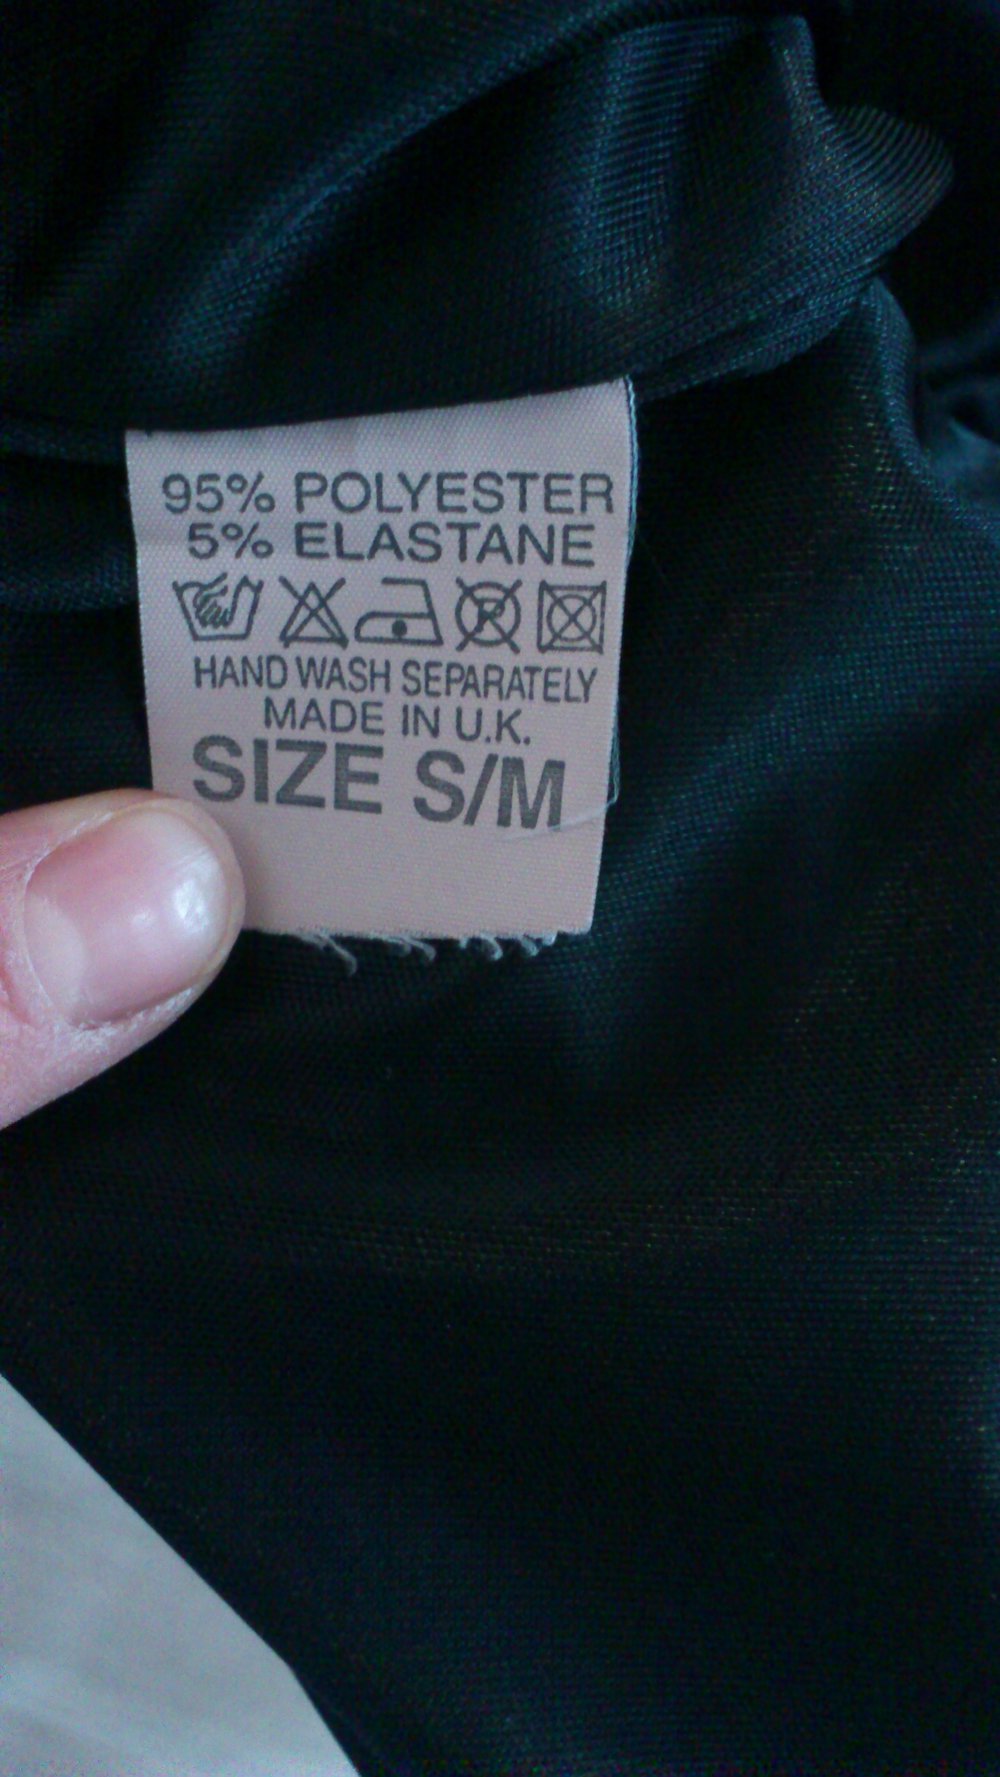 95% POLYESTER
5% ELASTANE
HAND WASH SEPARATELY
MADE IN U.K.
SIZE S/M